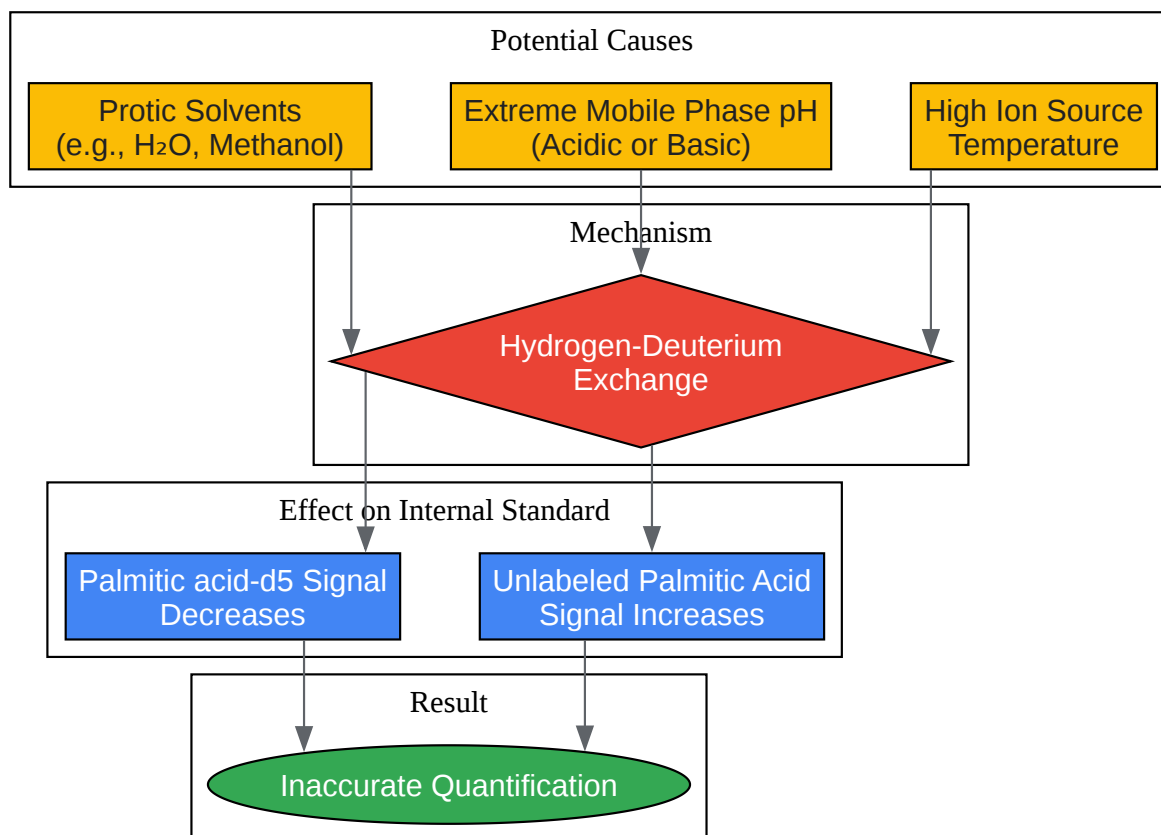 Potential Causes
Protic Solvents
(e.g., H₂O, Methanol)
Extreme Mobile Phase pH
(Acidic or Basic)
High Ion Source
Temperature
Mechanism
Hydrogen-Deuterium
Exchange
Effect on Internal Standard
Palmitic acid-d5 Signal
Decreases
Unlabeled Palmitic Acid
Signal Increases
Result
Inaccurate Quantification